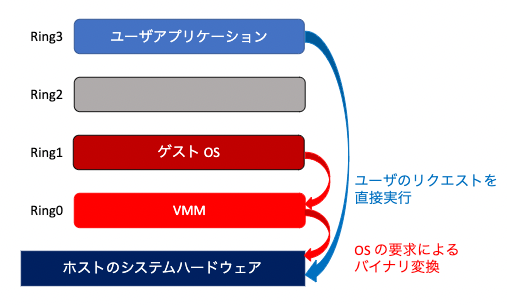 Ring3
ユーザアプリケーション
Ring2
Ring1
ゲスト OS
Ring0
VMM
ユーザのリクエストを
直接実行
OS の要求による
バイナリ変換
ホストのシステムハードウェア